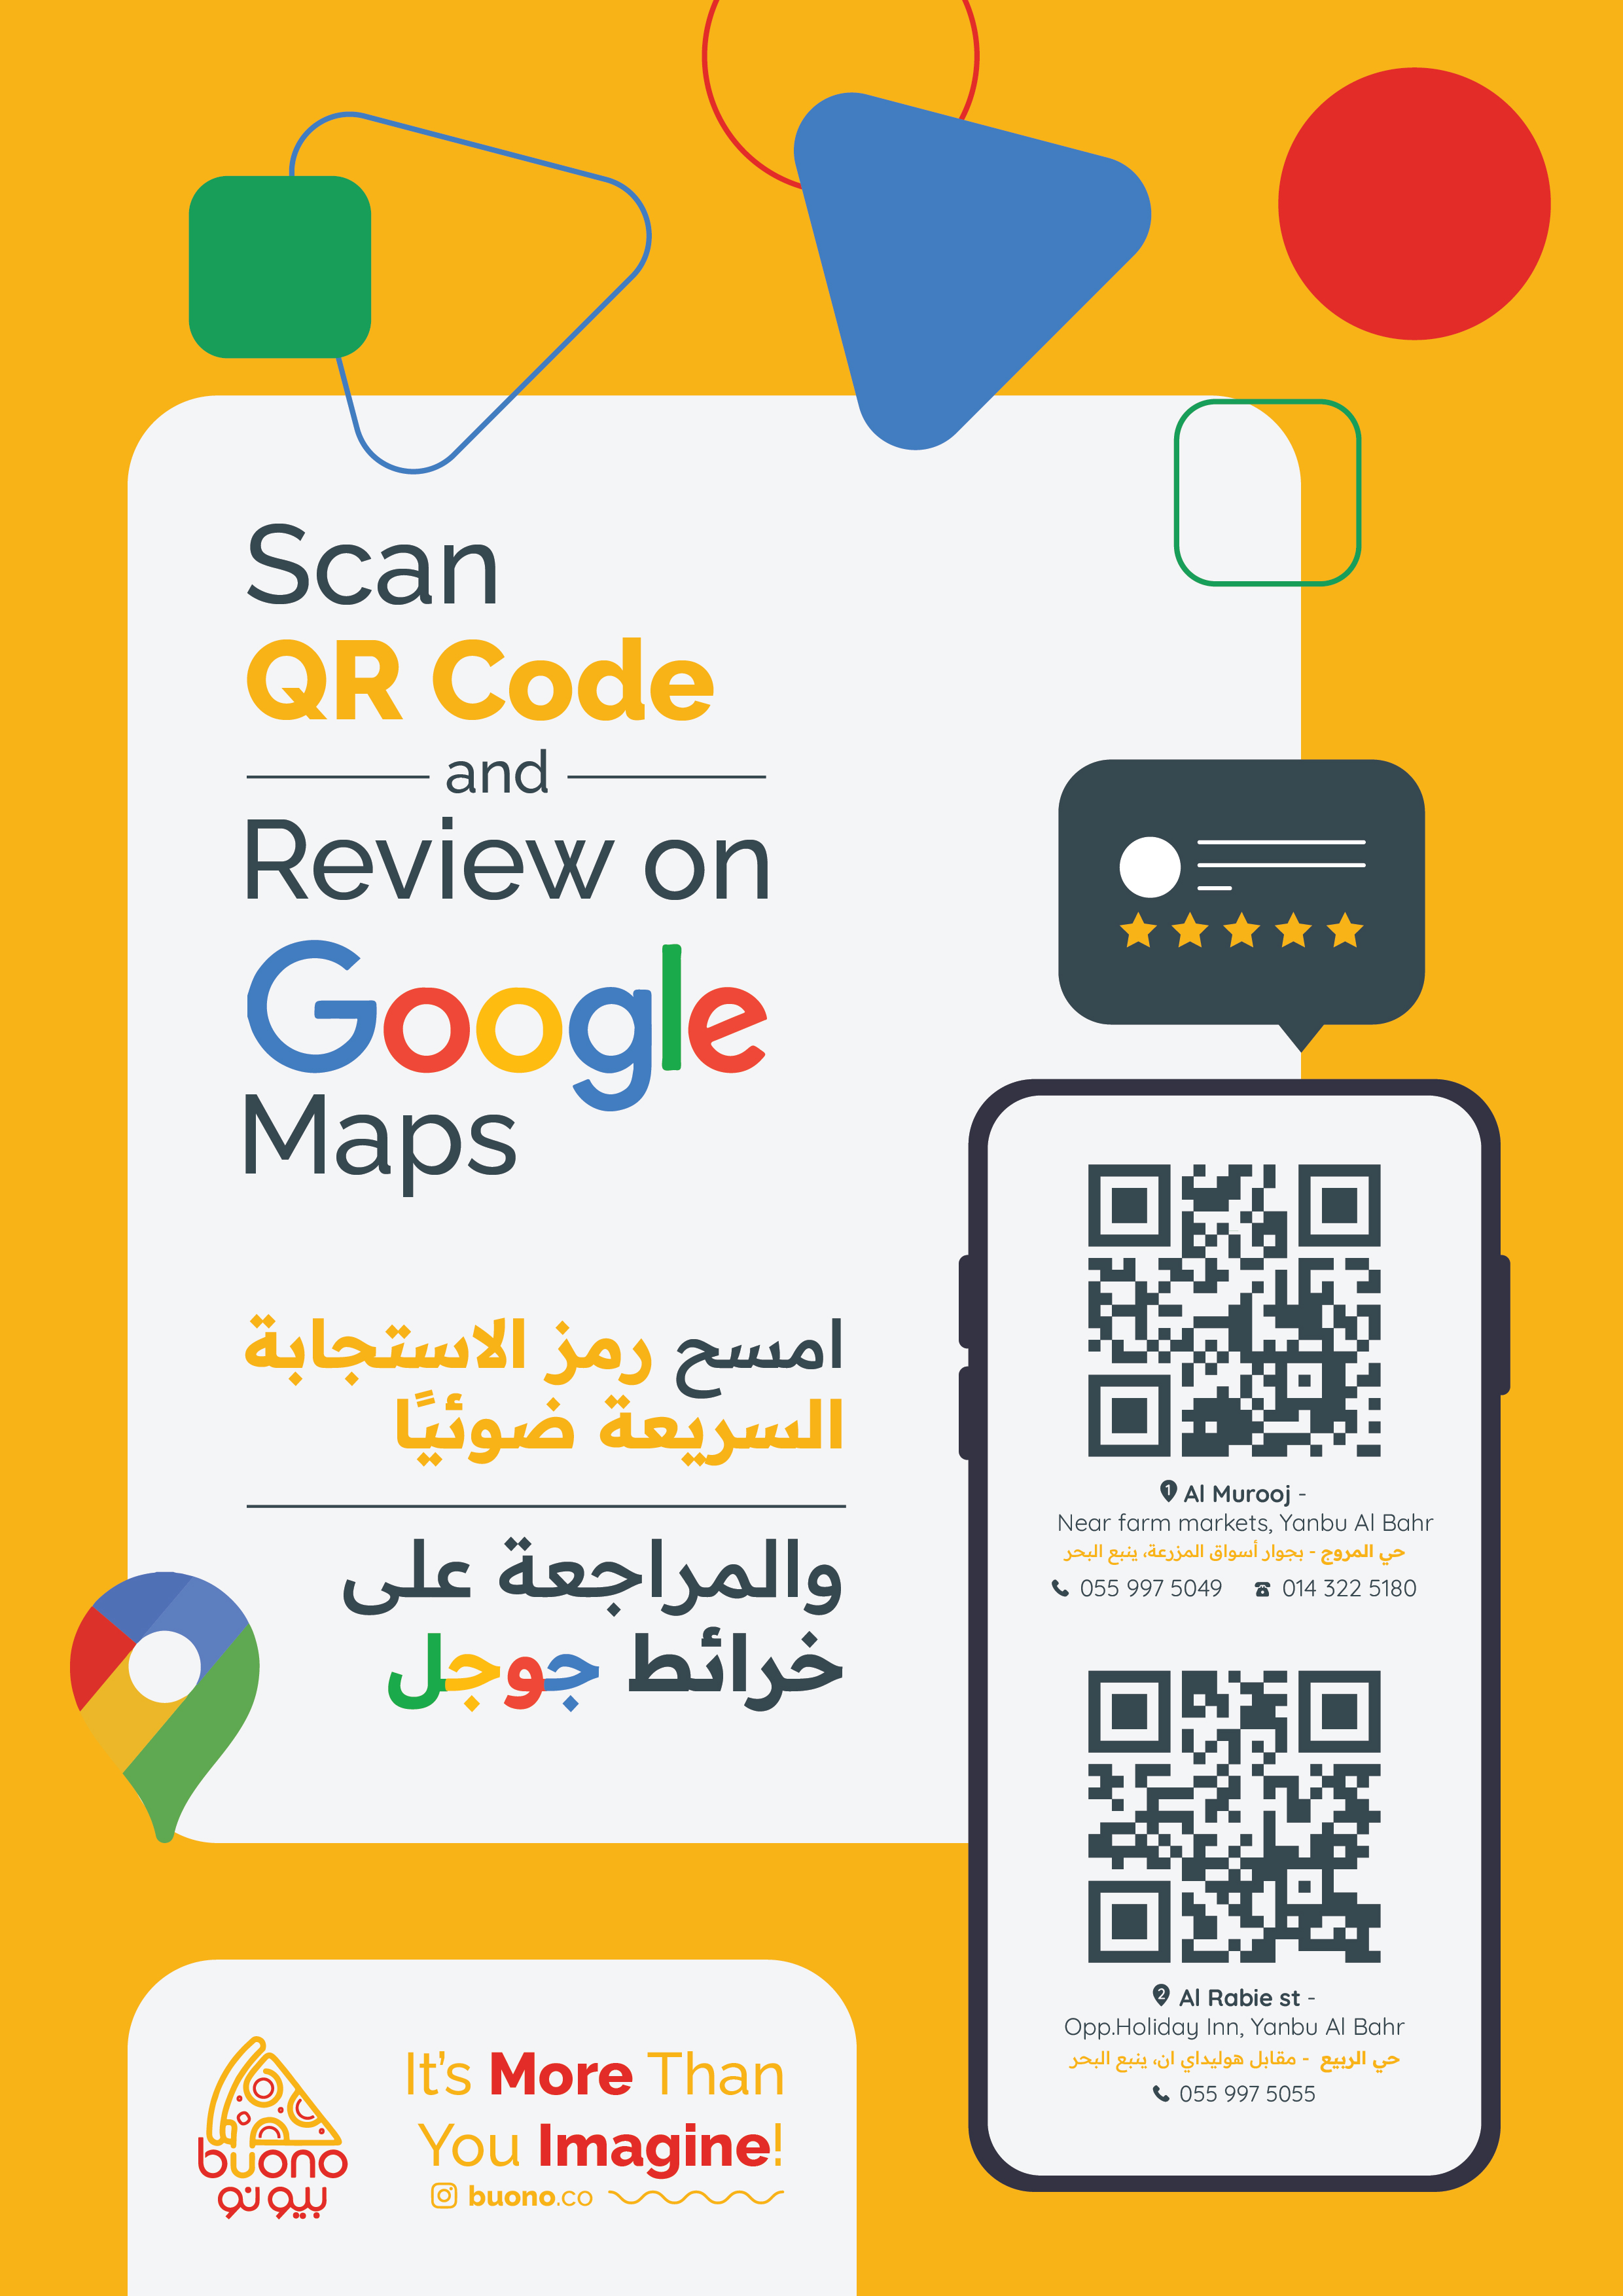 Scan
QR Code
and
Review on
Google
Maps
امسح رمز الاستجابة
السريعة ضوئيًا
والمراجعة على
خرائط جوجل
1 Al Murooj -
Near farm markets, Yanbu Al Bahr
حي المروج - بجوار أسواق المزرعة، ينبع البحر
055 997 5049 014 322 5180
2 Al Rabie st -
Opp.Holiday Inn, Yanbu Al Bahr
حي الربيع - مقابل هوليداي ان، ينبع البحر
055 997 5055
buono
بيونو
It's More Than
You Imagine!
buono.co